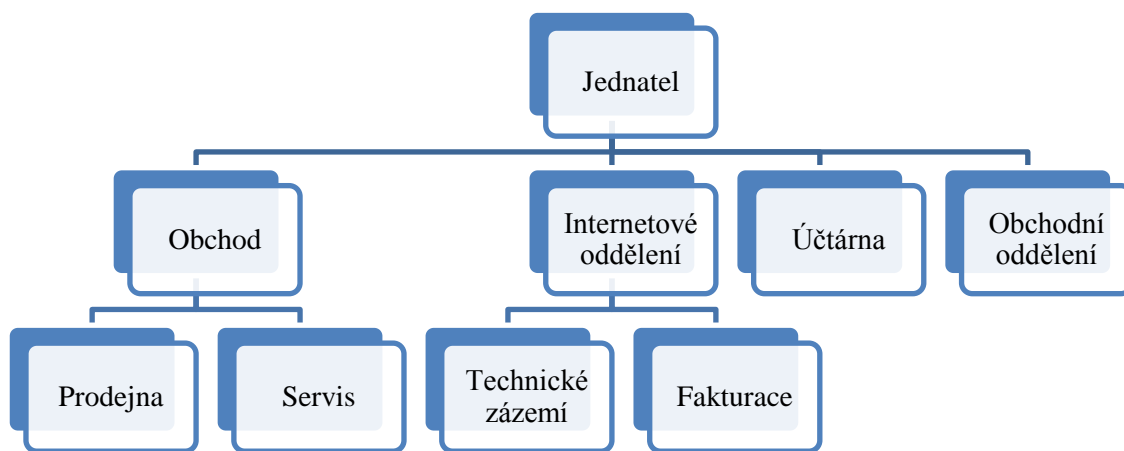 Jednatel
Obchod
Internetové
oddělení
Účtárna
Obchodní
oddělení
Prodejna
Servis
Technické
zázemí
Fakturace